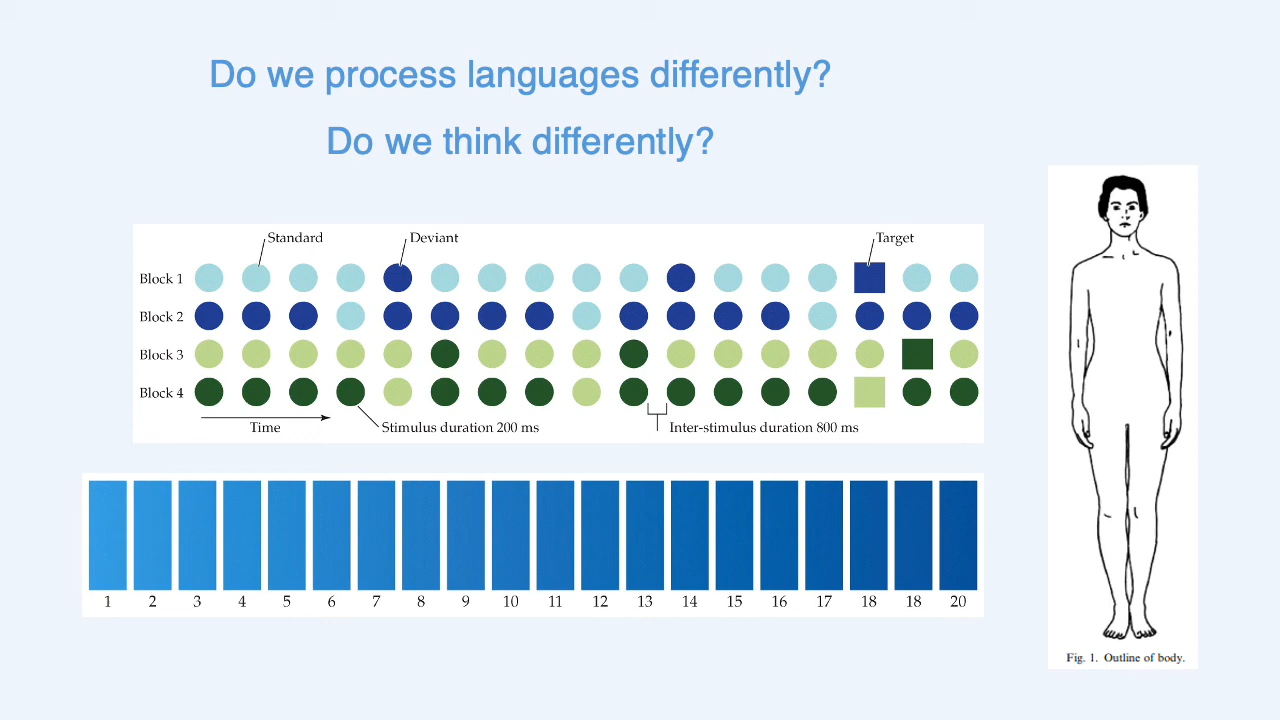 Do we process languages differently?
Do we think differently?
Standard
Deviant
Target
Block 1
Block 2
Block 3
Block 4
Time
Stimulus duration 200 ms
Inter-stimulus duration 800 ms
1 2 3 4 5 6 7 8 9 10 11 12 13 14 15 16 17 18 18 20
Fig. 1. Outline of body.